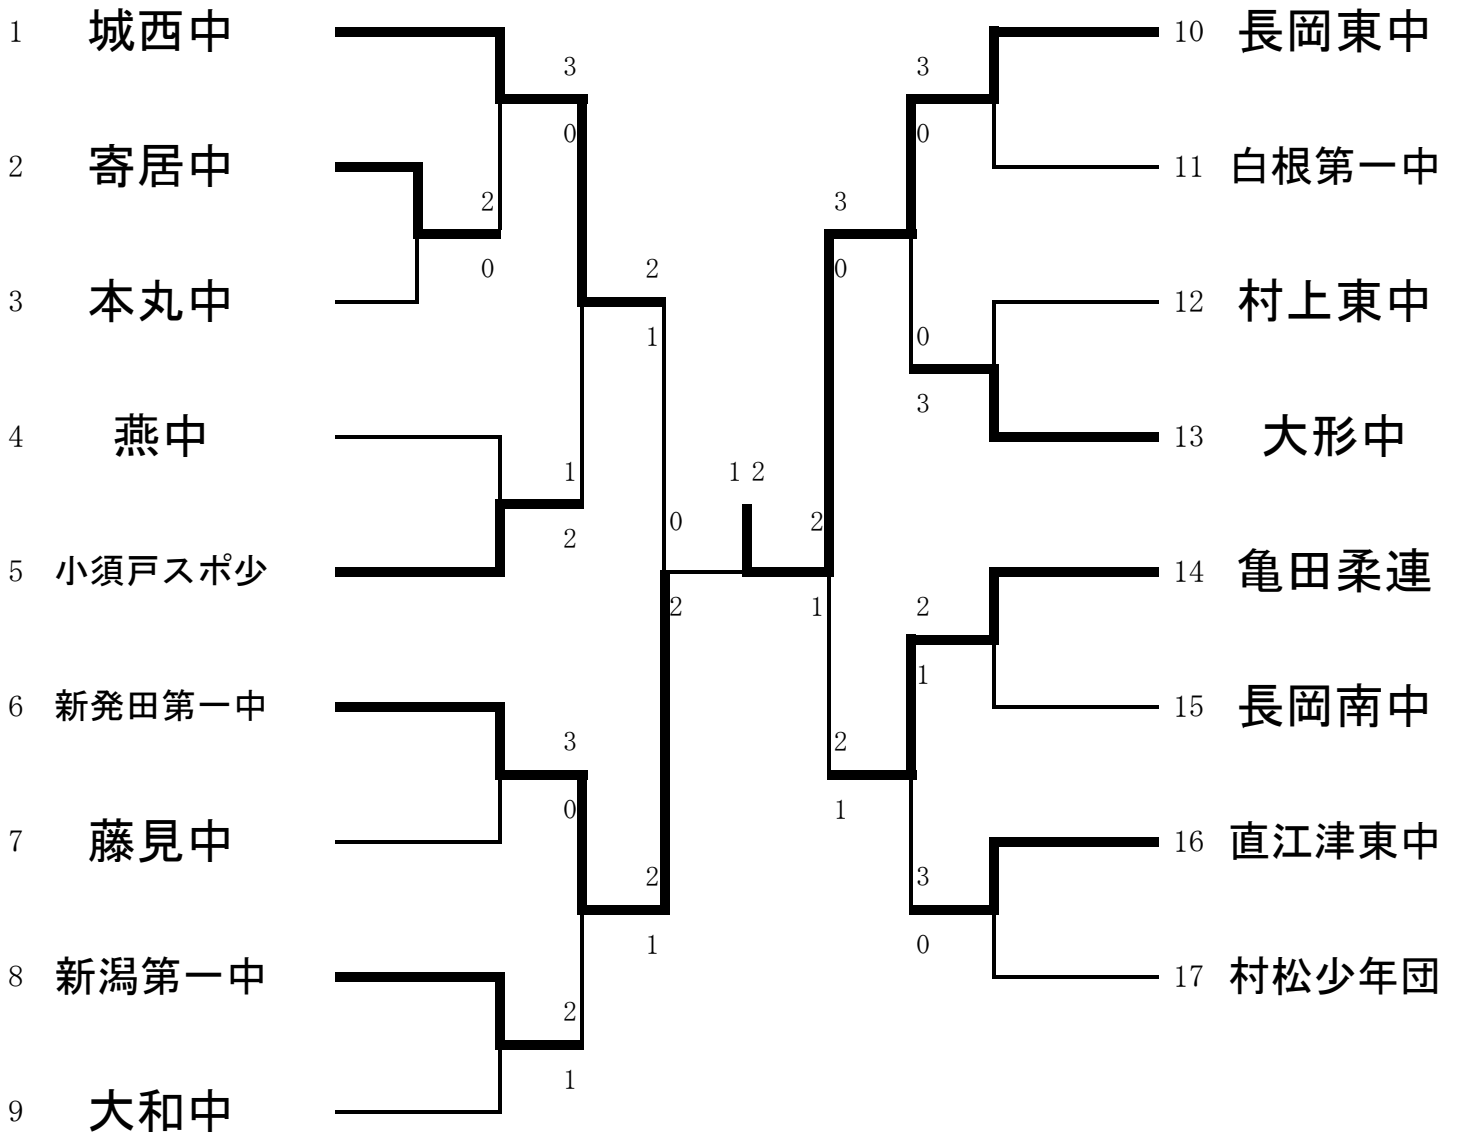 1 城西中
2 寄居中
3 本丸中
4 燕中
5 小須戸スポ少
6 新発田第一中
7 藤見中
8 新潟第一中
9 大和中
3
0
2
0
2
1
1
2
3
0
2
1
2
1
0
2
1 2
2
1
3
0
3
0
0
3
2
1
2
1
3
0
10 長岡東中
11 白根第一中
12 村上東中
13 大形中
14 亀田柔連
15 長岡南中
16 直江津東中
17 村松少年団